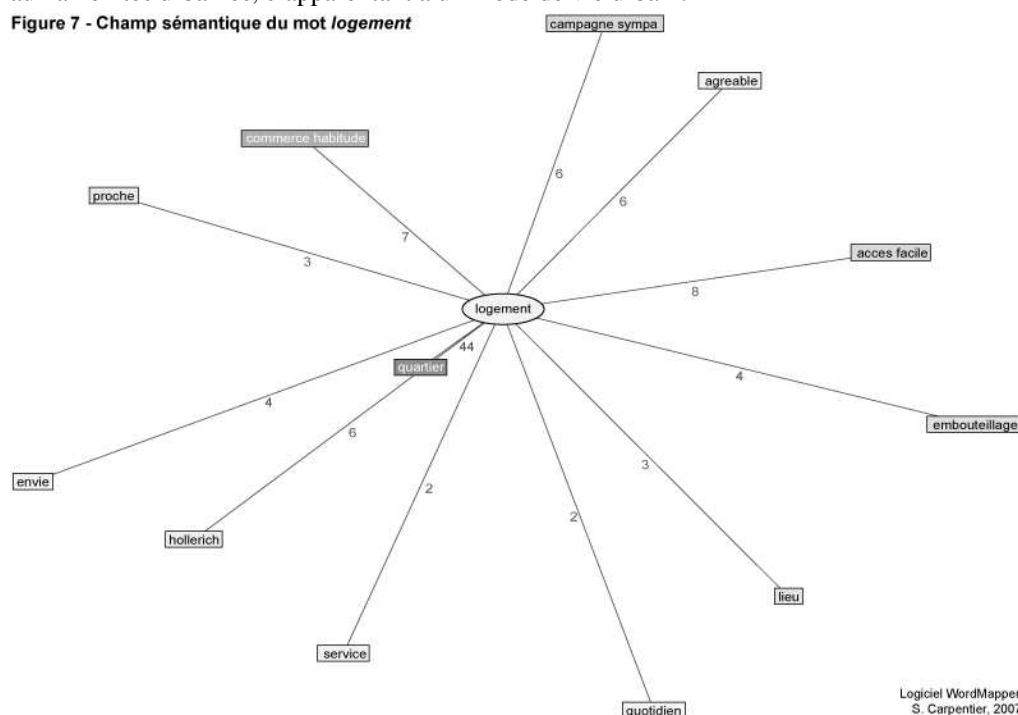 Figure 7 - Champ sémantique du mot logement
campagne sympa
agreable
commerce habitude
proche
6
6
7
3
acces facile
8
logement
44
quartier
4
4
embouteillage
6
3
envie
2
2
hollerich
lieu
service
quotidien
Logiciel WordMapper
S. Carpentier, 2007